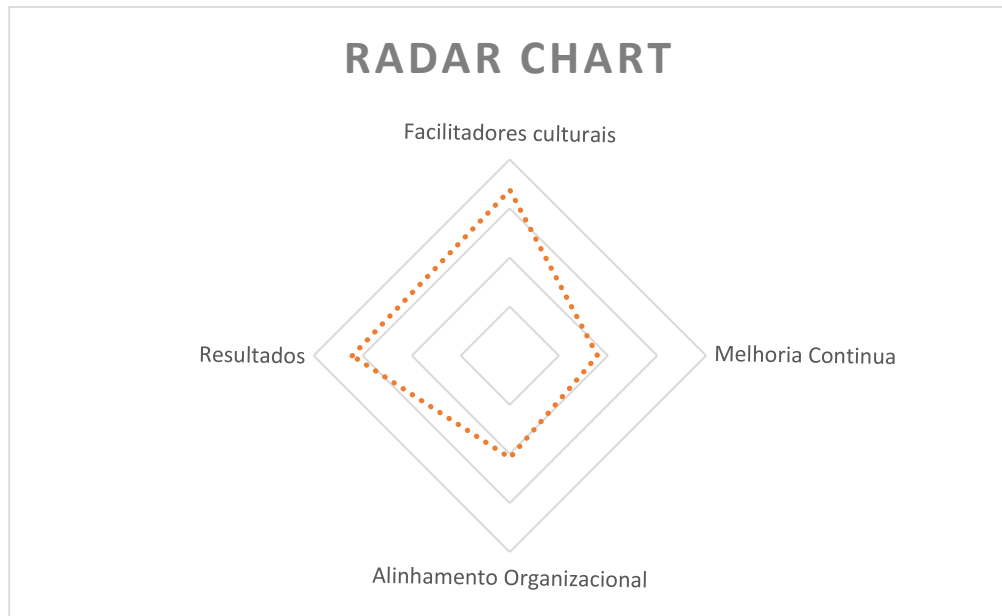 RADAR CHART
Facilitadores culturais
Resultados
Melhoria Continua
Alinhamento Organizacional